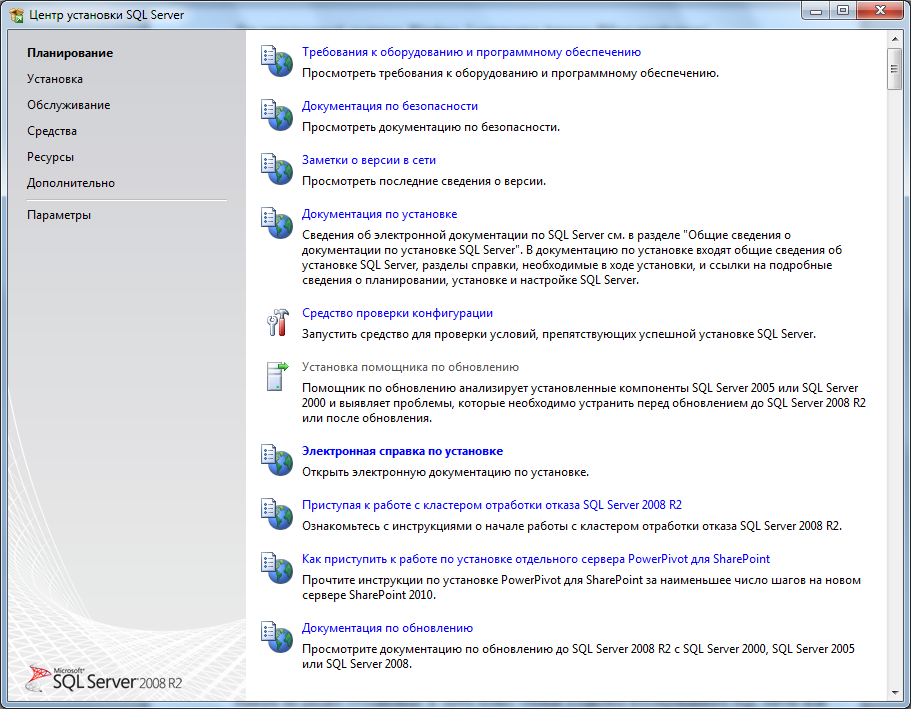 Центр установки SQL Server
Планирование
Установка
Обслуживание
Средства
Ресурсы
Дополнительно
Параметры
Требования к оборудованию и программному обеспечению
Просмотреть требования к оборудованию и программному обеспечению.
Документация по безопасности
Просмотреть документацию по безопасности.
Заметки о версии в сети
Просмотреть последние сведения о версии.
Документация по установке
Сведения об электронной документации по SQL Server см. в разделе "Общие сведения о
документации по установке SQL Server". В документацию по установке входят общие сведения об
установке SQL Server, разделы справки, необходимые в ходе установки, и ссылки на подробные
сведения о планировании, установке и настройке SQL Server.
Средство проверки конфигурации
Запустить средство для проверки условий, препятствующих успешной установке SQL Server.
Установка помощника по обновлению
Помощник по обновлению анализирует установленные компоненты SQL Server 2005 или SQL Server
2000 и выявляет проблемы, которые необходимо устранить перед обновлением до SQL Server 2008 R2
или после обновления.
Электронная справка по установке
Открыть электронную документацию по установке.
Приступая к работе с кластером отработки отказа SQL Server 2008 R2
Ознакомьтесь с инструкциями о начале работы с кластером отработки отказа SQL Server 2008 R2.
Как приступить к работе по установке отдельного сервера PowerPivot для SharePoint
Прочтите инструкции по установке PowerPivot для SharePoint за наименьшее число шагов на новом
сервере SharePoint 2010.
Документация по обновлению
Просмотрите документацию по обновлению до SQL Server 2008 R2 с SQL Server 2000, SQL Server 2005
или SQL Server 2008.
Microsoft®
SQL Server 2008 R2